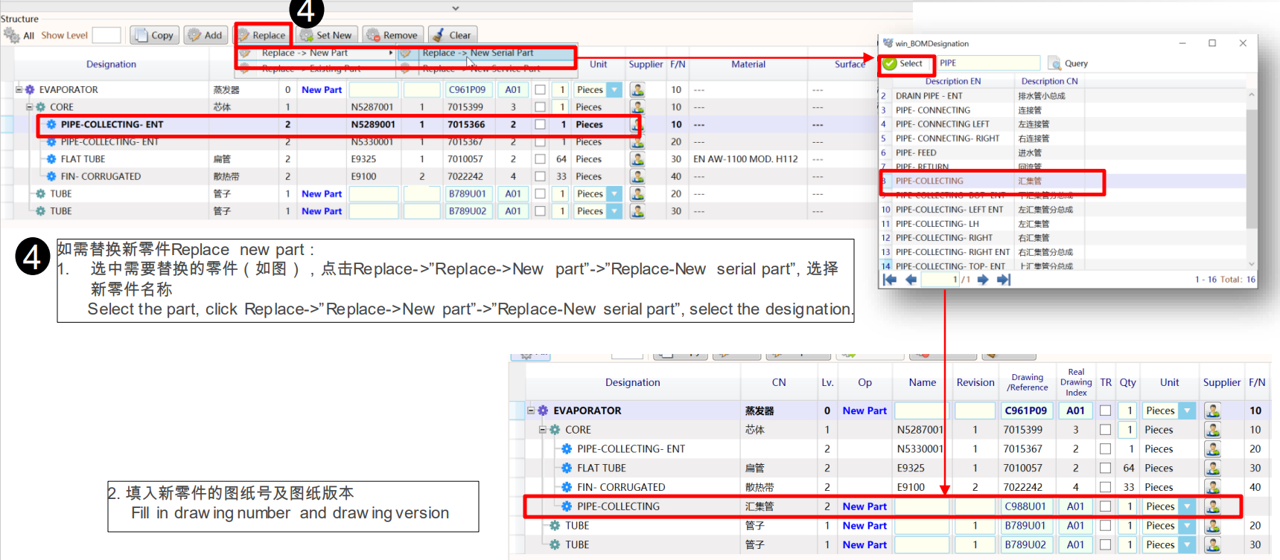 4
Structure
All Show Level Copy Add Replace Set New Remove Clear
Replace -> New Part Replace -> New Serial Part
Replace -> Existing Part Replace -> New Service Part
Designation Unit Supplier F/N Material Surface
EVAPORATOR 蒸发器 0 New Part C961P09 A01 1 Pieces 10 --- ---
CORE 芯体 1 N5287001 1 7015399 3 1 Pieces 10 --- ---
PIPE-COLLECTING- ENT 2 N5289001 1 7015366 2 1 Pieces 10 --- ---
PIPE-COLLECTING- ENT 2 N5330001 1 7015367 2 1 Pieces 20 --- ---
FLAT TUBE 扁管 2 E9325 1 7010057 2 64 Pieces 30 EN AW-1100 MOD. H112 ---
FIN- CORRUGATED 散热带 2 E9100 2 7022242 4 33 Pieces 40 --- ---
TUBE 管子 1 New Part B789U01 A01 1 Pieces 20 --- ---
TUBE 管子 1 New Part B789U02 A01 1 Pieces 30 --- ---
win_BOMDesignation
Select PIPE Query
Description EN Description CN
2 DRAIN PIPE - ENT 排水管小总成
3 PIPE- CONNECTING 连接管
4 PIPE- CONNECTING LEFT 左连接管
5 PIPE- CONNECTING- RIGHT 右连接管
6 PIPE- FEED 进水管
7 PIPE- RETURN 回流管
8 PIPE-COLLECTING 汇集管
PIPE-COLLECTING- BOT- ENT 下汇集管分总成
10 PIPE-COLLECTING- LEFT ENT 左汇集管分总成
11 PIPE-COLLECTING- LH 左汇集管
12 PIPE-COLLECTING- RIGHT 右汇集管
13 PIPE-COLLECTING- RIGHT ENT 右汇集管分总成
14 PIPE-COLLECTING- TOP- ENT 上汇集管分总成
1 / 1 1 - 16 Total: 16
4
如需替换新零件Replace new part：
1. 选中需要替换的零件（如图），点击Replace->”Replace->New part”->”Replace-New serial part”, 选择
新零件名称
Select the part, click Replace->”Replace->New part”->”Replace-New serial part”, select the designation.
Designation CN Lv. Op Name Revision Drawing /Reference Real Drawing Index TR Qty Unit Supplier F/N
EVAPORATOR 蒸发器 0 New Part C961P09 A01 1 Pieces 10
CORE 芯体 1 N5287001 1 7015399 3 1 Pieces 10
PIPE-COLLECTING- ENT 2 N5330001 1 7015367 2 1 Pieces 20
FLAT TUBE 扁管 2 E9325 1 7010057 2 64 Pieces 30
FIN- CORRUGATED 散热带 2 E9100 2 7022242 4 33 Pieces 40
PIPE-COLLECTING 汇集管 2 New Part C988U01 A01 1 Pieces
TUBE 管子 1 New Part B789U01 A01 1 Pieces 20
TUBE 管子 1 New Part B789U02 A01 1 Pieces 30
2. 填入新零件的图纸号及图纸版本
Fill in drawing number and drawing version